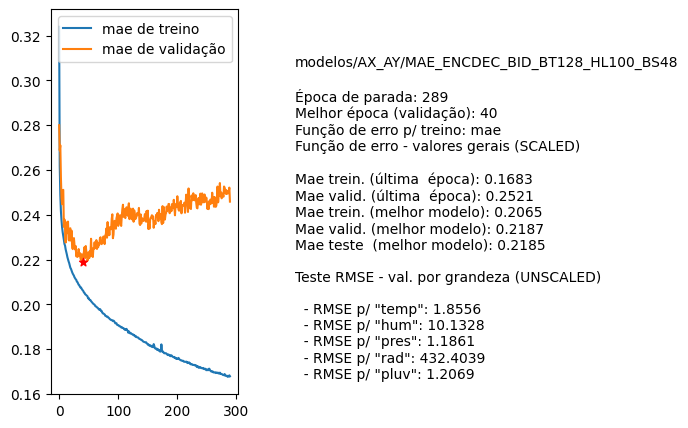 mae de treino
mae de validação
0.32
0.30
0.28
0.26
0.24
0.22
0.20
0.18
0.16
0
100
200
300
modelos/AX_AY/MAE_ENCDEC_BID_BT128_HL100_BS48
Época de parada: 289
Melhor época (validação): 40
Função de erro p/ treino: mae
Função de erro - valores gerais (SCALED)
Mae trein. (última  época): 0.1683
Mae valid. (última  época): 0.2521
Mae trein. (melhor modelo): 0.2065
Mae valid. (melhor modelo): 0.2187
Mae teste  (melhor modelo): 0.2185
Teste RMSE - val. por grandeza (UNSCALED)
- RMSE p/ "temp": 1.8556
- RMSE p/ "hum": 10.1328
- RMSE p/ "pres": 1.1861
- RMSE p/ "rad": 432.4039
- RMSE p/ "pluv": 1.2069